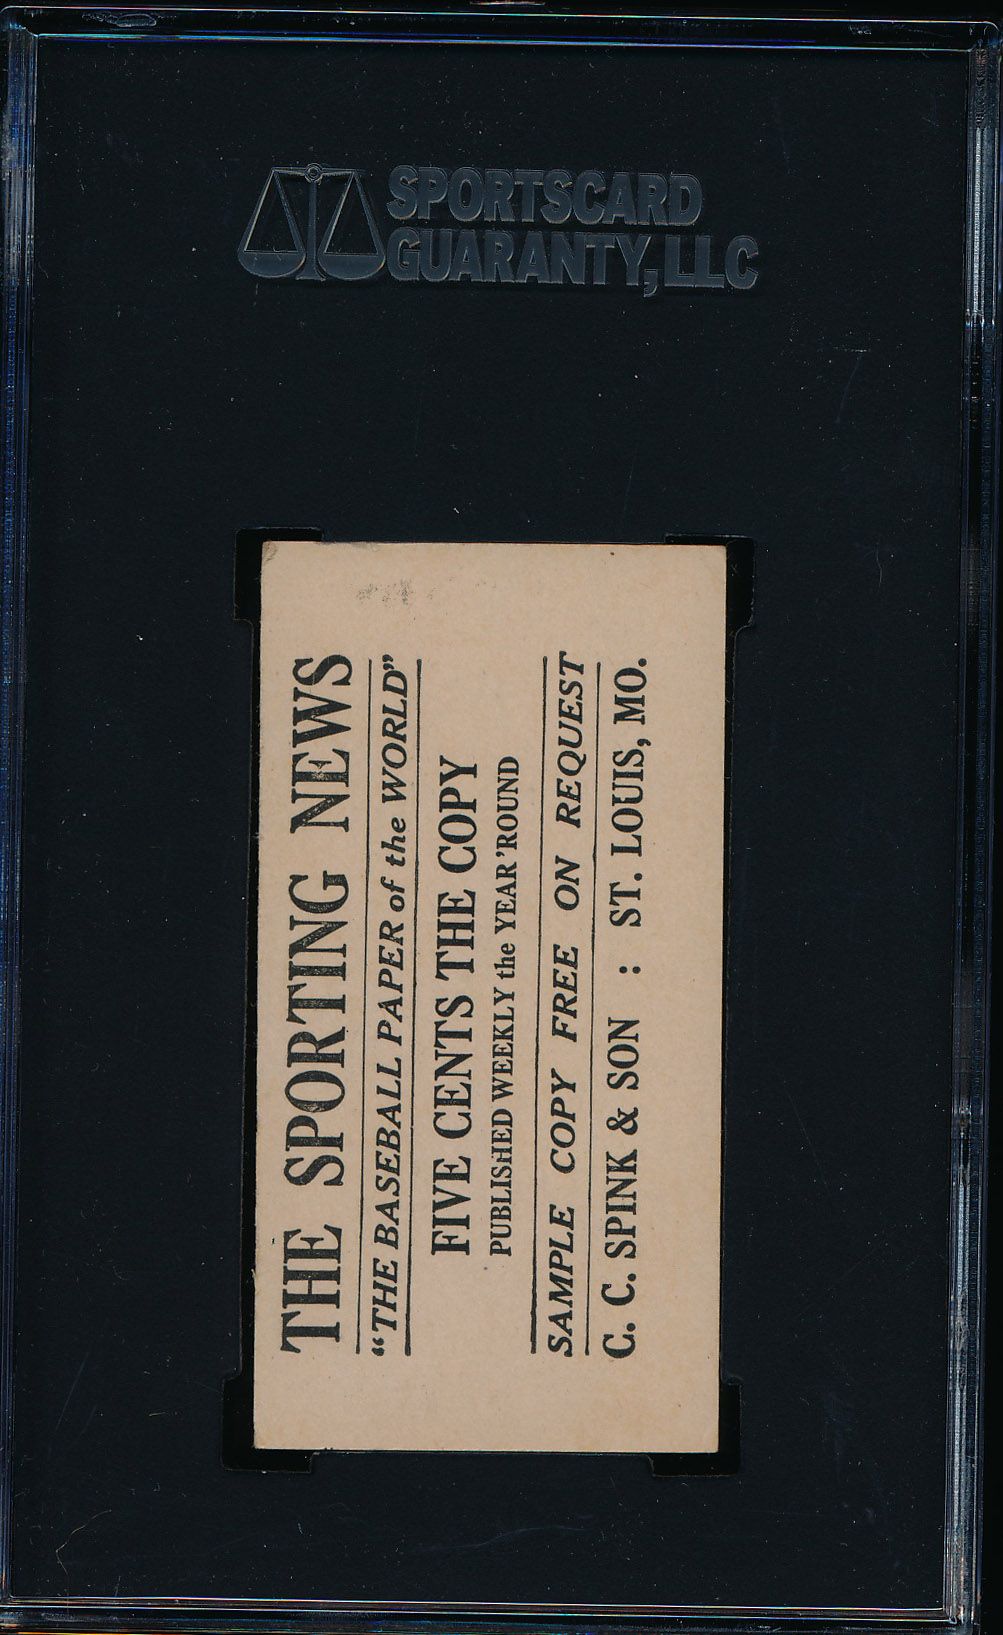 SPORTSCARD
GUARANTY, LLC
THE SPORTING NEWS
“THE BASEBALL PAPER of the WORLD”
FIVE CENTS THE COPY
PUBLISHED WEEKLY the YEAR 'ROUND
SAMPLE COPY FREE ON REQUEST
C. C. SPINK & SON : ST. LOUIS, MO.